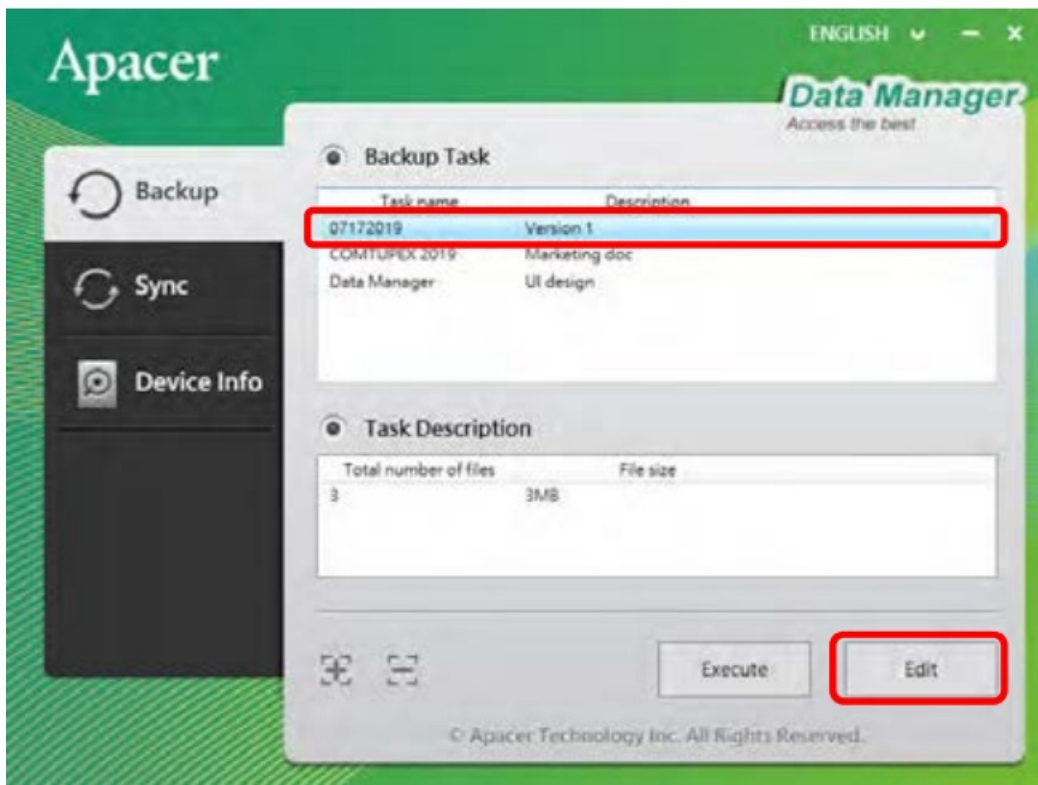 ENGLISH
Apacer
Data Manager
Access the best
Backup
Sync
Device Info
Backup Task
Task name Description
07172019 Version 1
COMTUPEX 2019 Marketing doc
Data Manager UI design
Task Description
Total number of files File size
3 3MB
Execute Edit
© Apacer Technology Inc. All Rights Reserved.